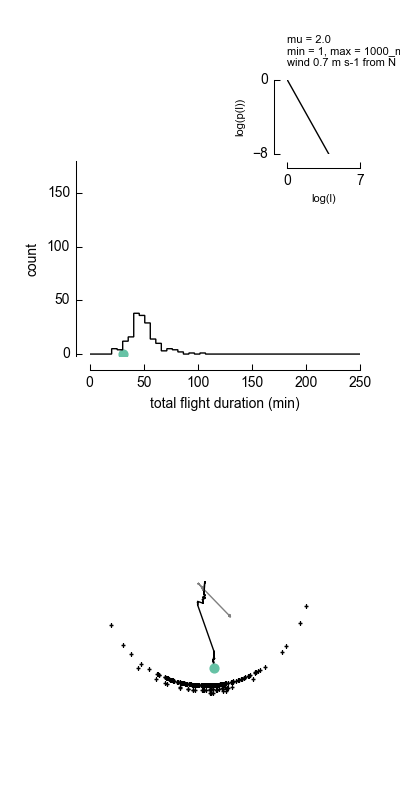 mu = 2.0
min = 1, max = 1000_m
wind 0.7 m s-1 from N
log(p(l))
0
−8
0 7
log(l)
count
150
100
50
0
0 50 100 150 200 250
total flight duration (min)